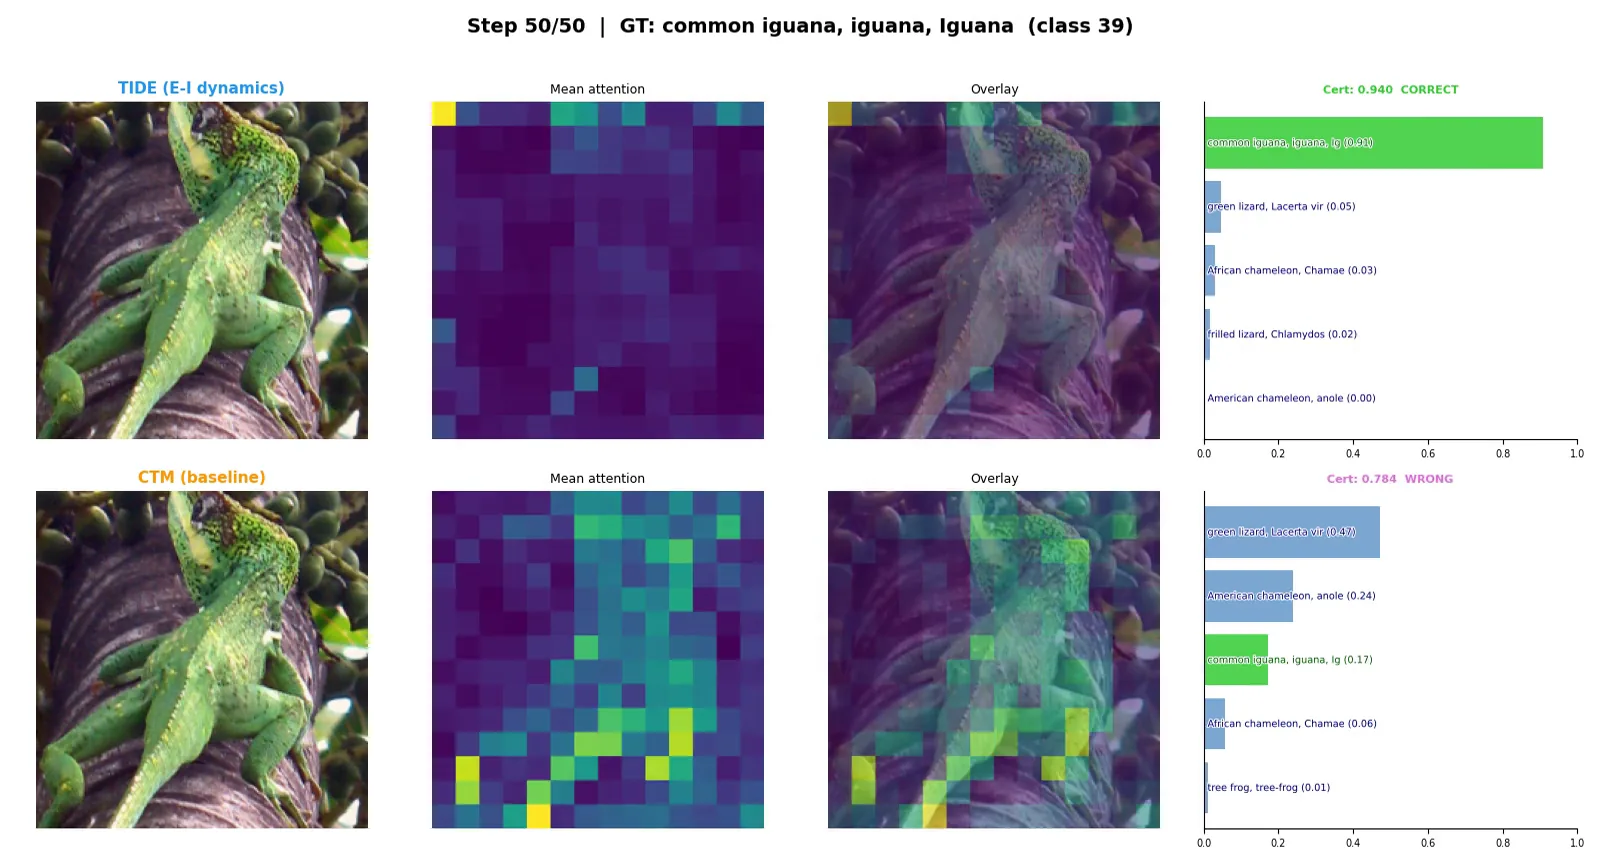 Step 50/50 | GT: common iguana, iguana, Iguana (class 39)
TIDE (E-I dynamics)
Mean attention
Overlay
Cert: 0.940 CORRECT
common iguana, iguana, Ig (0.91)
green lizard, Lacerta vir (0.05)
African chameleon, Chamae (0.03)
frilled lizard, Chlamydos (0.02)
American chameleon, anole (0.00)
0.0 0.2 0.4 0.6 0.8 1.0
CTM (baseline)
Mean attention
Overlay
Cert: 0.784 WRONG
green lizard, Lacerta vir (0.47)
American chameleon, anole (0.24)
common iguana, iguana, Ig (0.17)
African chameleon, Chamae (0.06)
tree frog, tree-frog (0.01)
0.0 0.2 0.4 0.6 0.8 1.0